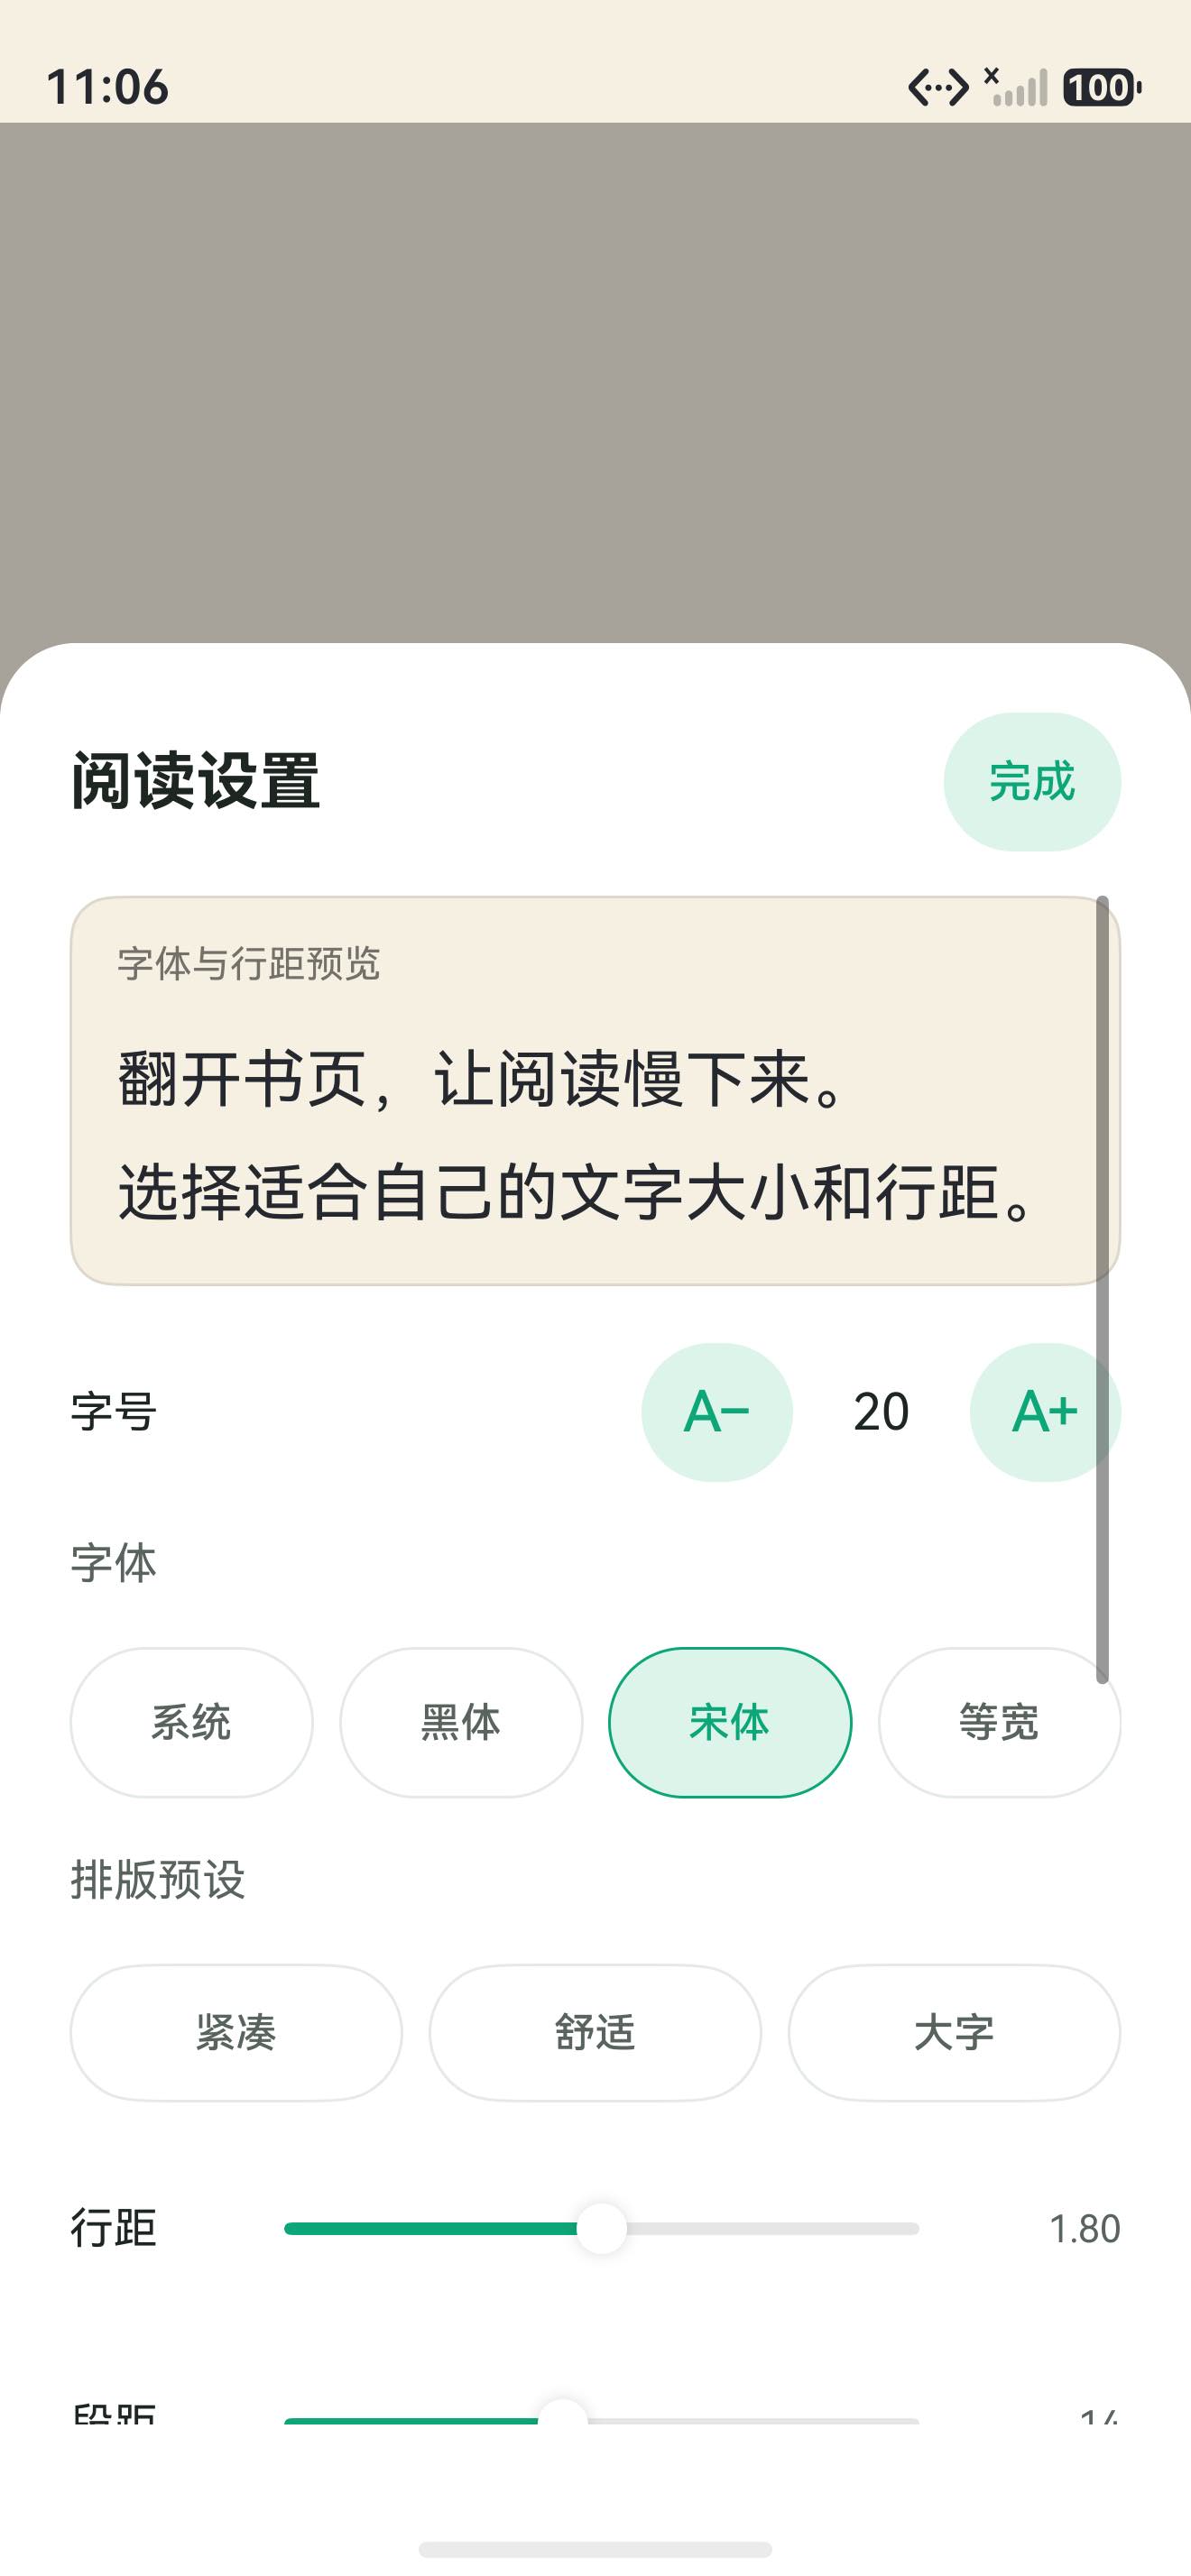 11:06
100
阅读设置
完成
字体与行距预览
翻开书页，让阅读慢下来。
选择适合自己的文字大小和行距。
字号
A−
20
A+
字体
系统
黑体
宋体
等宽
排版预设
紧凑
舒适
大字
行距
1.80
段距
14